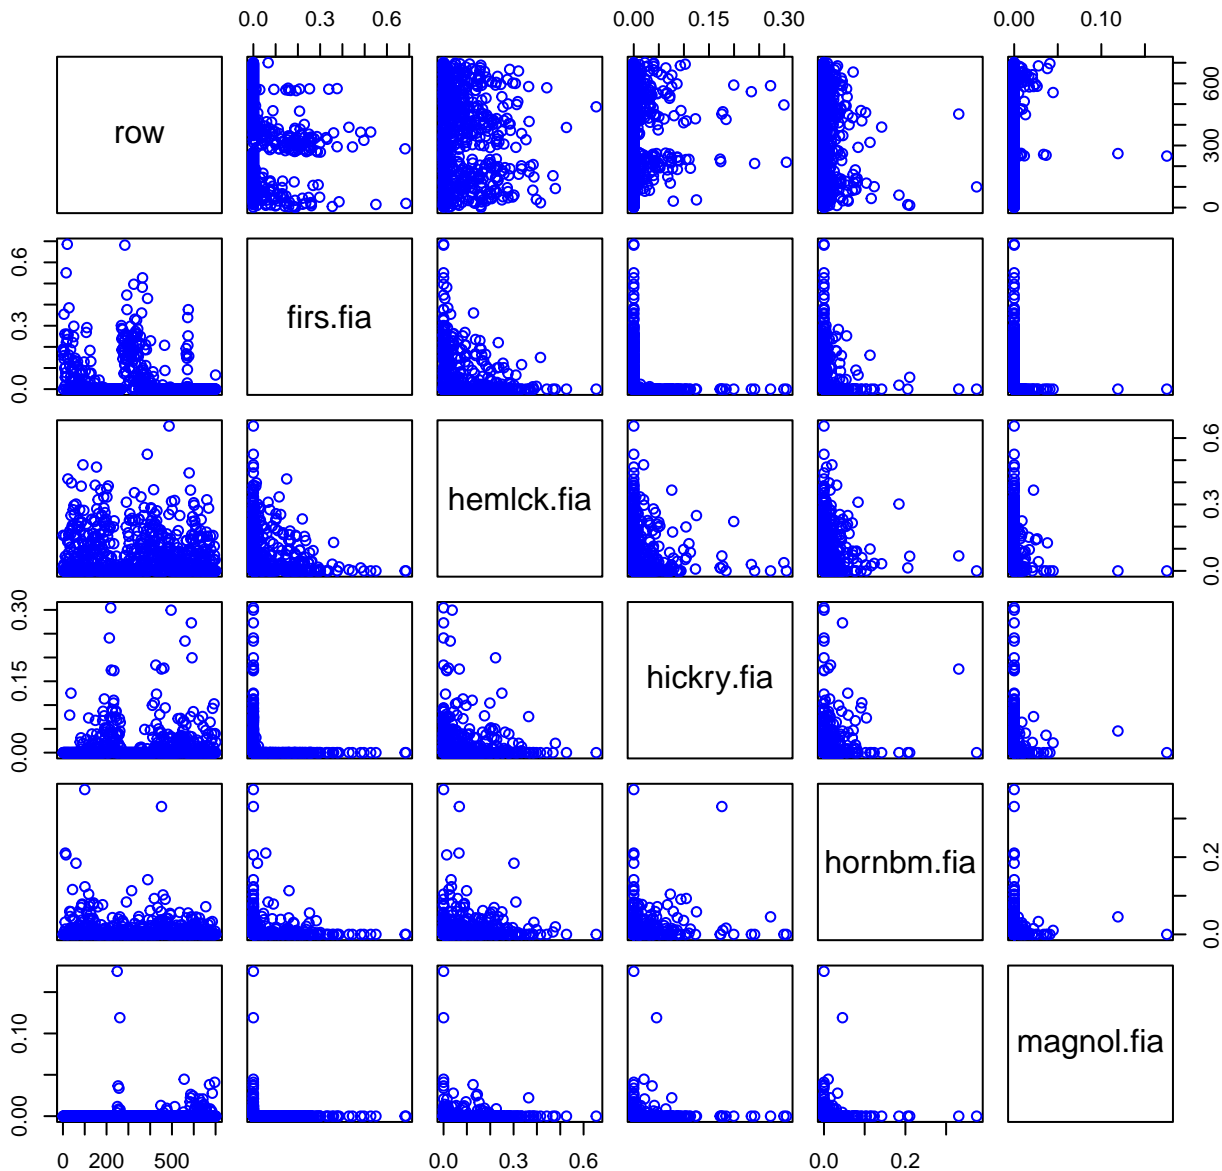 0.0 0.3 0.6 0.00 0.15 0.30 0.00 0.10
row 0 300 600
0.0 0.3 0.6 firs.fia
hemlck.fia 0.0 0.3 0.6
0.00 0.15 0.30 hickry.fia
hornbm.fia 0.0 0.2
0.00 0.10 magnol.fia
0 200 500 0.0 0.3 0.6 0.0 0.2